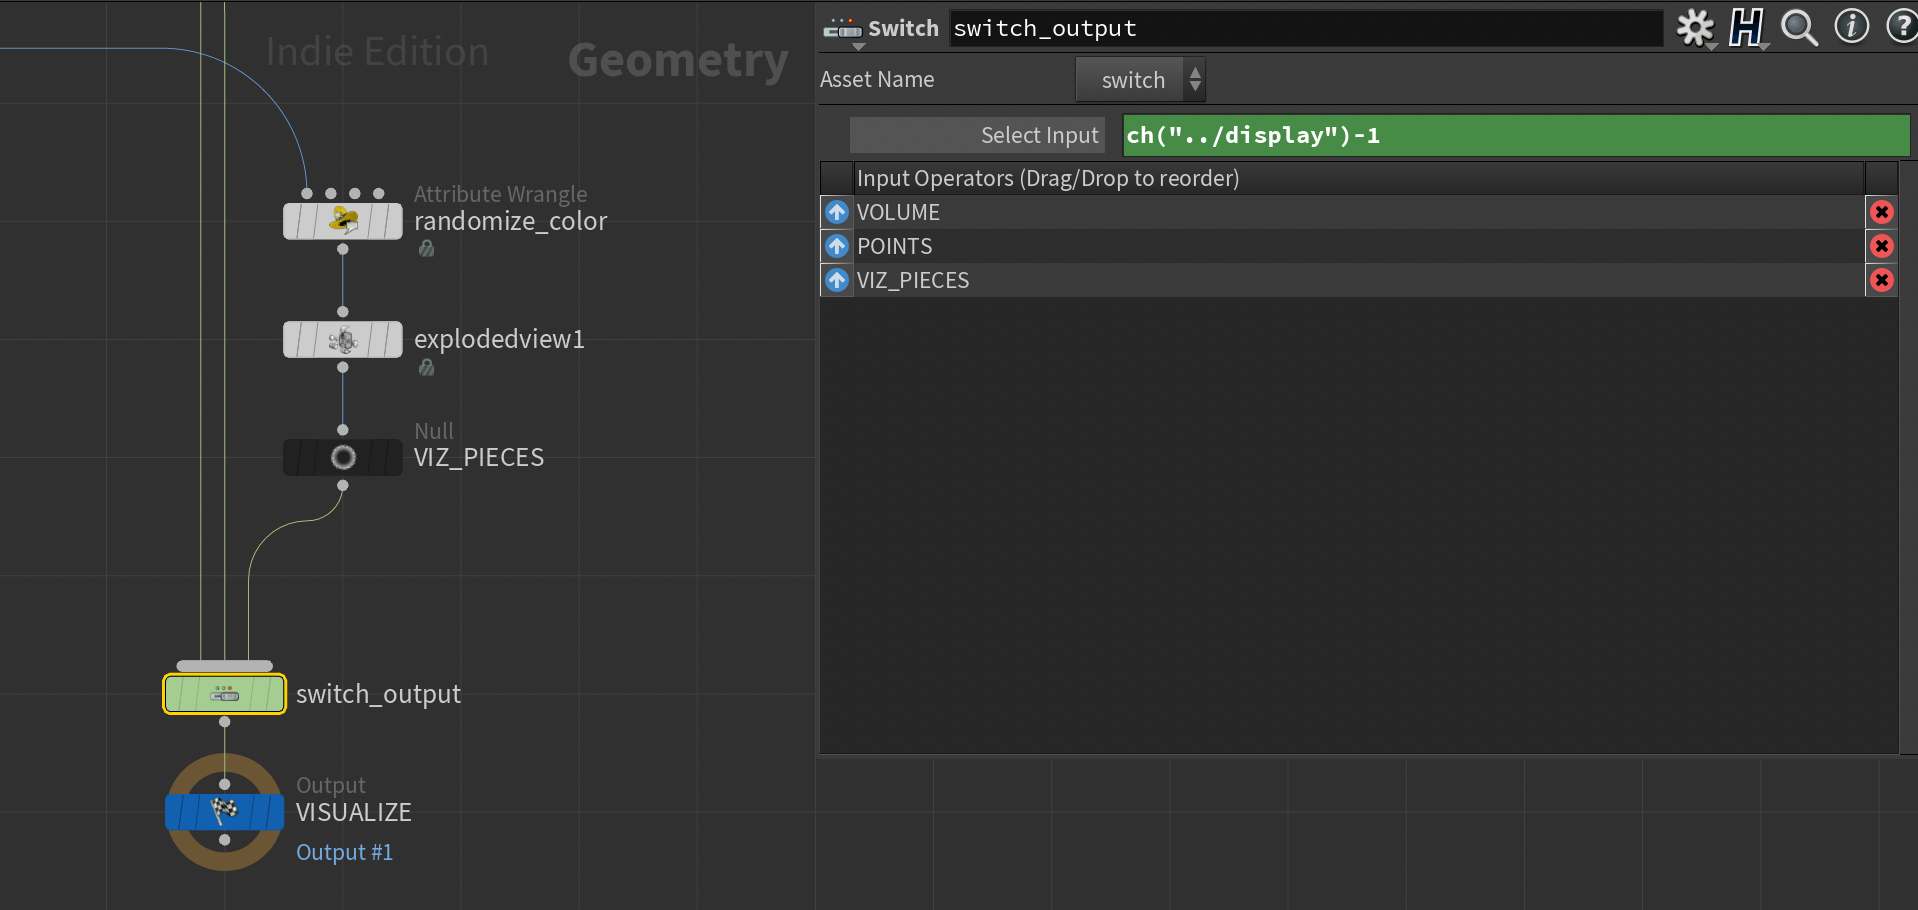 Indie Edition
Geometry
Attribute Wrangle
randomize_color
explodedview1
Null
VIZ_PIECES
switch_output
Output
VISUALIZE
Output #1
Switch switch_output
Asset Name switch
Select Input ch("../display")-1
Input Operators (Drag/Drop to reorder)
VOLUME
POINTS
VIZ_PIECES